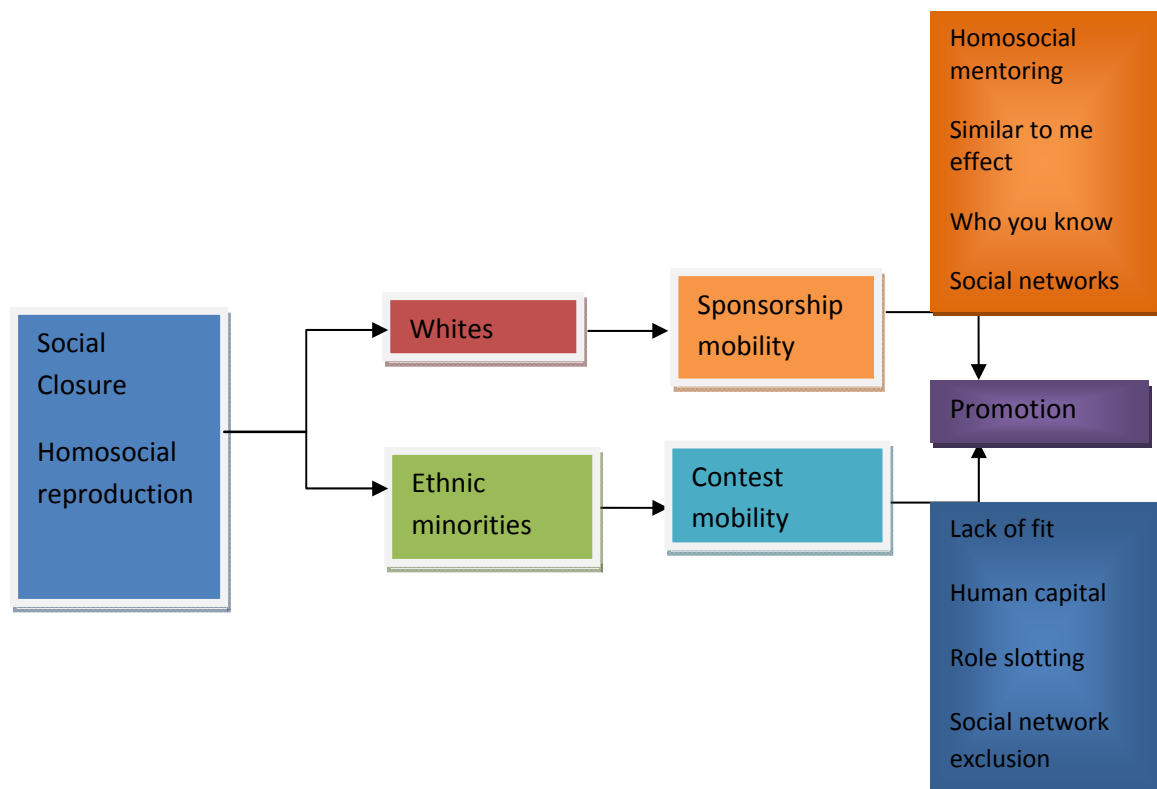 Social
Closure
Homosocial
reproduction
Whites
Ethnic
minorities
Sponsorship
mobility
Contest
mobility
Homosocial
mentoring
Similar to me
effect
Who you know
Social networks
Promotion
Lack of fit
Human capital
Role slotting
Social network
exclusion